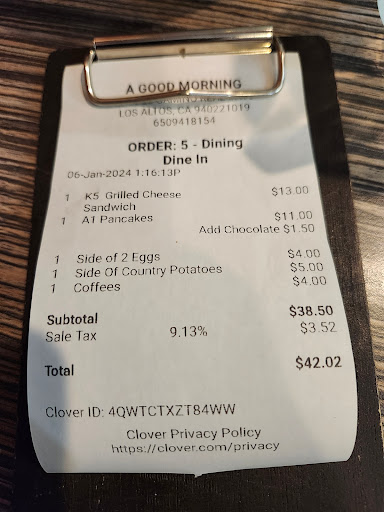 A GOOD MORNING
LOS ALTOS, CA 940221019
6509418154
ORDER: 5 - Dining
Dine In
06-Jan-2024 1:16:13P
1 K5 Grilled Cheese $13.00
Sandwich
1 A1 Pancakes $11.00
Add Chocolate $1.50
1 Side of 2 Eggs $4.00
1 Side Of Country Potatoes $5.00
1 Coffees $4.00
Subtotal $38.50
Sale Tax 9.13% $3.52
Total $42.02
Clover ID: 4QWTCTXZT84WW
Clover Privacy Policy
https://clover.com/privacy